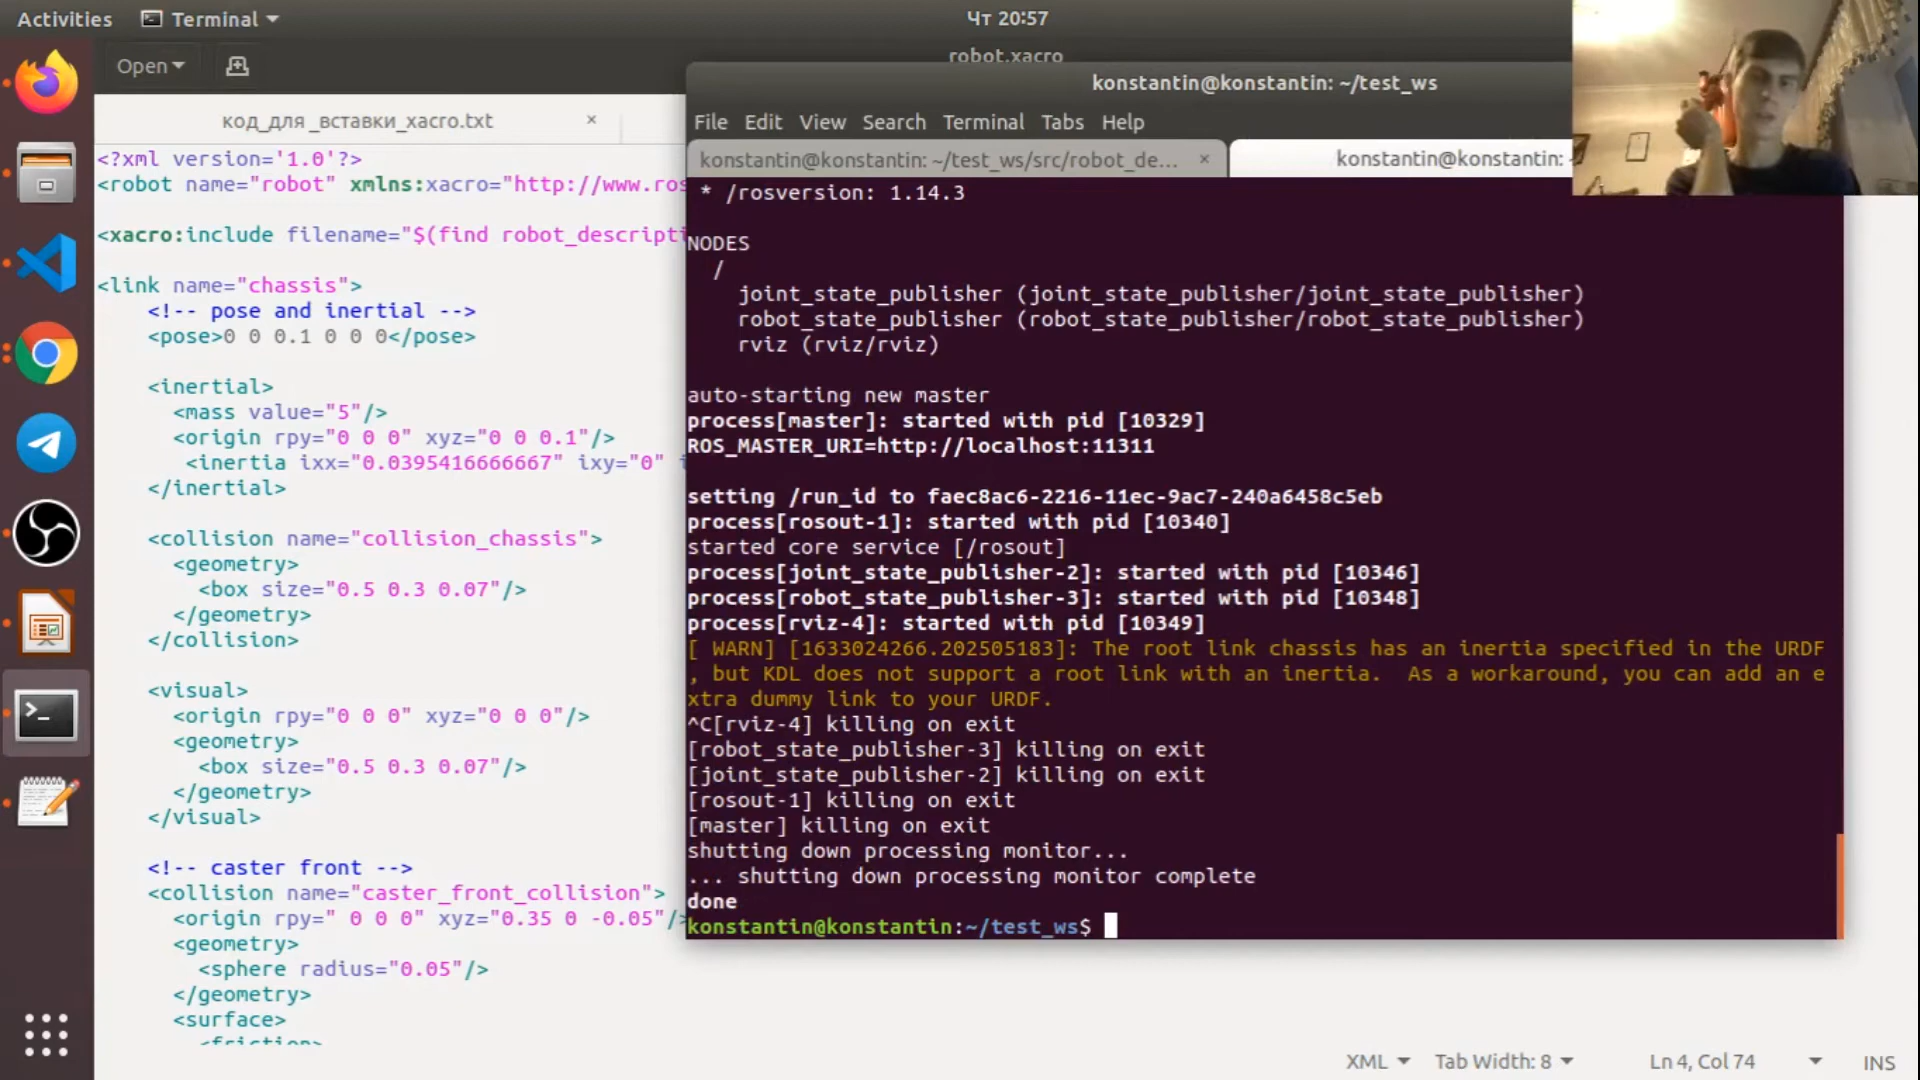 Activities
Terminal
Чт 20:57
Open
robot.xacro
код_для _вставки_xacro.txt
<?xml version='1.0'?>
<robot name="robot" xmlns:xacro="http://www.ros
<xacro:include filename="$(find robot_descripti
<link name="chassis">
<!-- pose and inertial -->
<pose>0 0 0.1 0 0 0</pose>
<inertial>
<mass value="5"/>
<origin rpy="0 0 0" xyz="0 0 0.1"/>
<inertia ixx="0.0395416666667" ixy="0" i
</inertial>
<collision name="collision_chassis">
<geometry>
<box size="0.5 0.3 0.07"/>
</geometry>
</collision>
<visual>
<origin rpy="0 0 0" xyz="0 0 0"/>
<geometry>
<box size="0.5 0.3 0.07"/>
</geometry>
</visual>
<!-- caster front -->
<collision name="caster_front_collision">
<origin rpy=" 0 0 0" xyz="0.35 0 -0.05"/>
<geometry>
<sphere radius="0.05"/>
</geometry>
<surface>
<friction>
konstantin@konstantin: ~/test_ws
File Edit View Search Terminal Tabs Help
konstantin@konstantin: ~/test_ws/src/robot_de...
konstantin@konstantin:
* /rosversion: 1.14.3
NODES
/
joint_state_publisher (joint_state_publisher/joint_state_publisher)
robot_state_publisher (robot_state_publisher/robot_state_publisher)
rviz (rviz/rviz)
auto-starting new master
process[master]: started with pid [10329]
ROS_MASTER_URI=http://localhost:11311
setting /run_id to faec8ac6-2216-11ec-9ac7-240a6458c5eb
process[rosout-1]: started with pid [10340]
started core service [/rosout]
process[joint_state_publisher-2]: started with pid [10346]
process[robot_state_publisher-3]: started with pid [10348]
process[rviz-4]: started with pid [10349]
[ WARN] [1633024266.202505183]: The root link chassis has an inertia specified in the URDF
, but KDL does not support a root link with an inertia.  As a workaround, you can add an e
xtra dummy link to your URDF.
^C[rviz-4] killing on exit
[robot_state_publisher-3] killing on exit
[joint_state_publisher-2] killing on exit
[rosout-1] killing on exit
[master] killing on exit
shutting down processing monitor...
... shutting down processing monitor complete
done
konstantin@konstantin:~/test_ws$
XML
Tab Width: 8
Ln 4, Col 74
INS